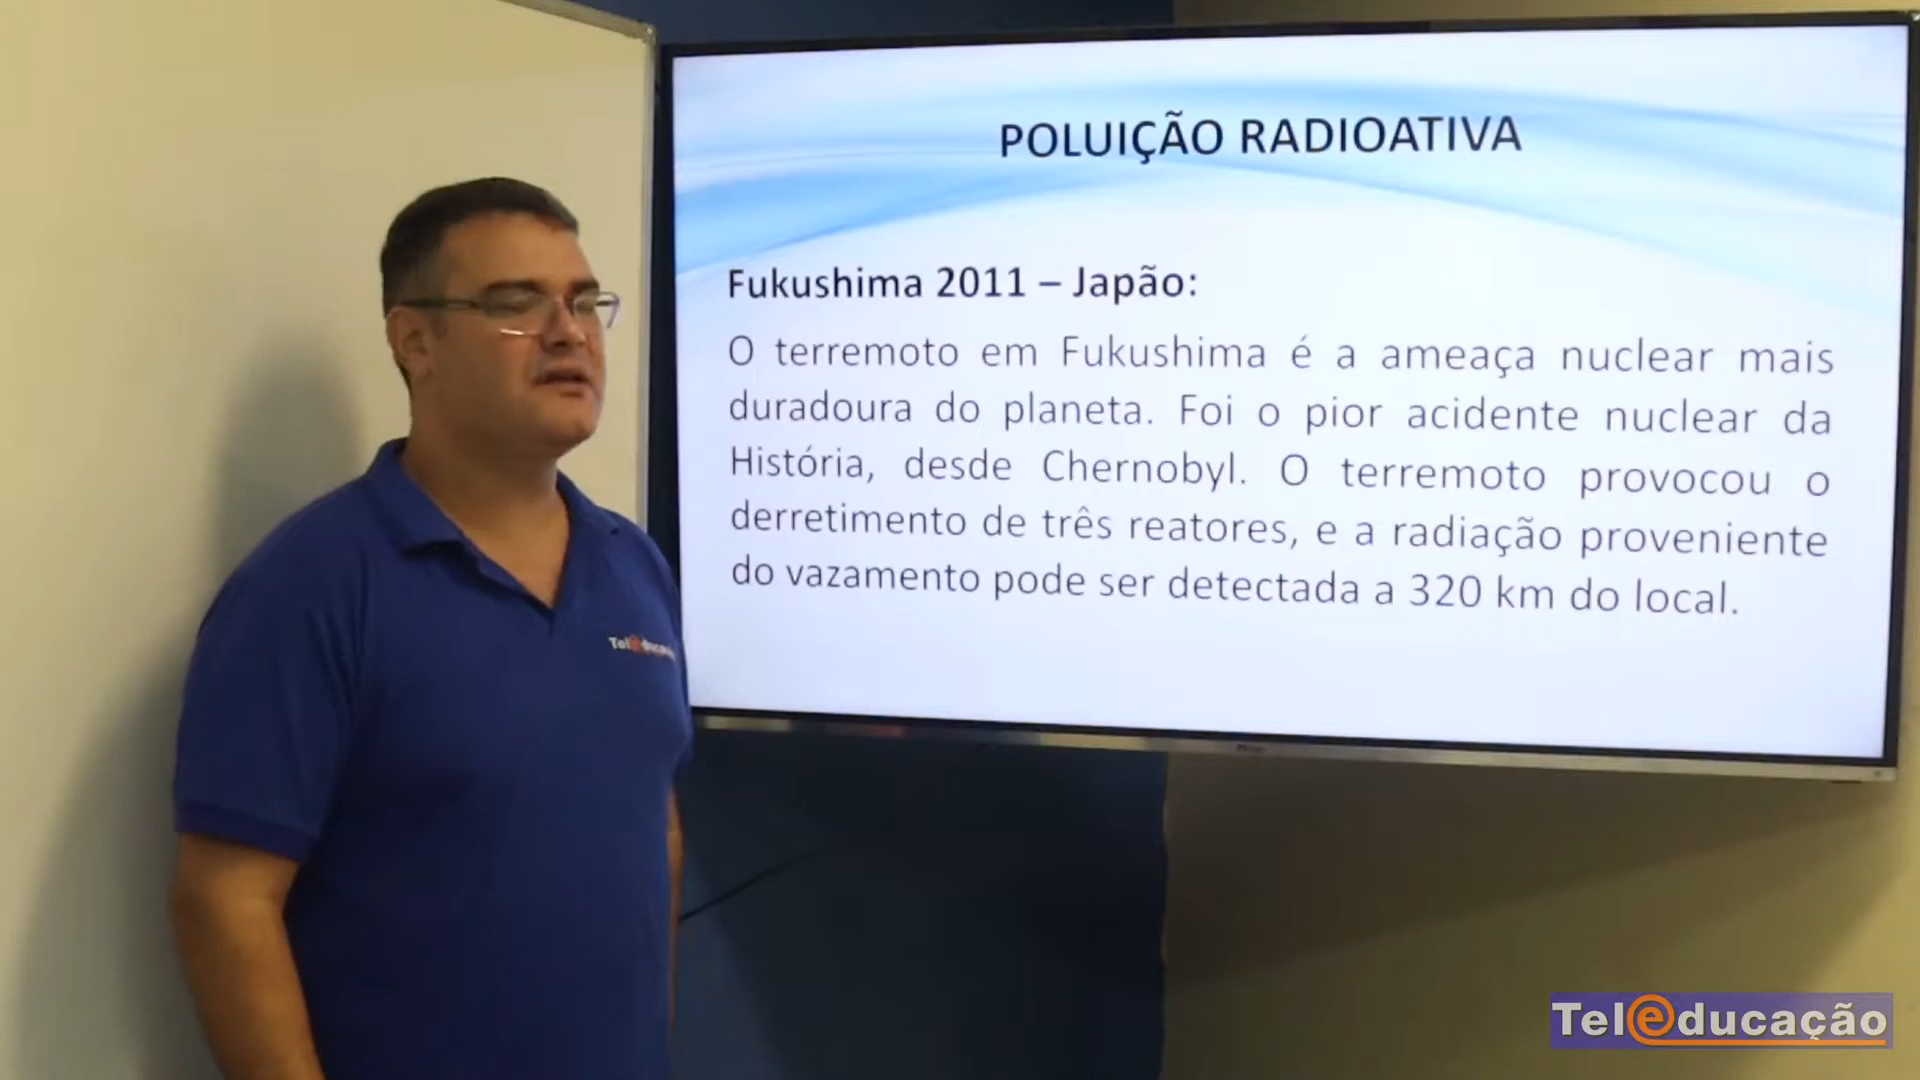 POLUIÇÃO RADIOATIVA
Fukushima 2011 – Japão:
O terremoto em Fukushima é a ameaça nuclear mais
duradoura do planeta. Foi o pior acidente nuclear da
História, desde Chernobyl. O terremoto provocou o
derretimento de três reatores, e a radiação proveniente
do vazamento pode ser detectada a 320 km do local.
Teleducação